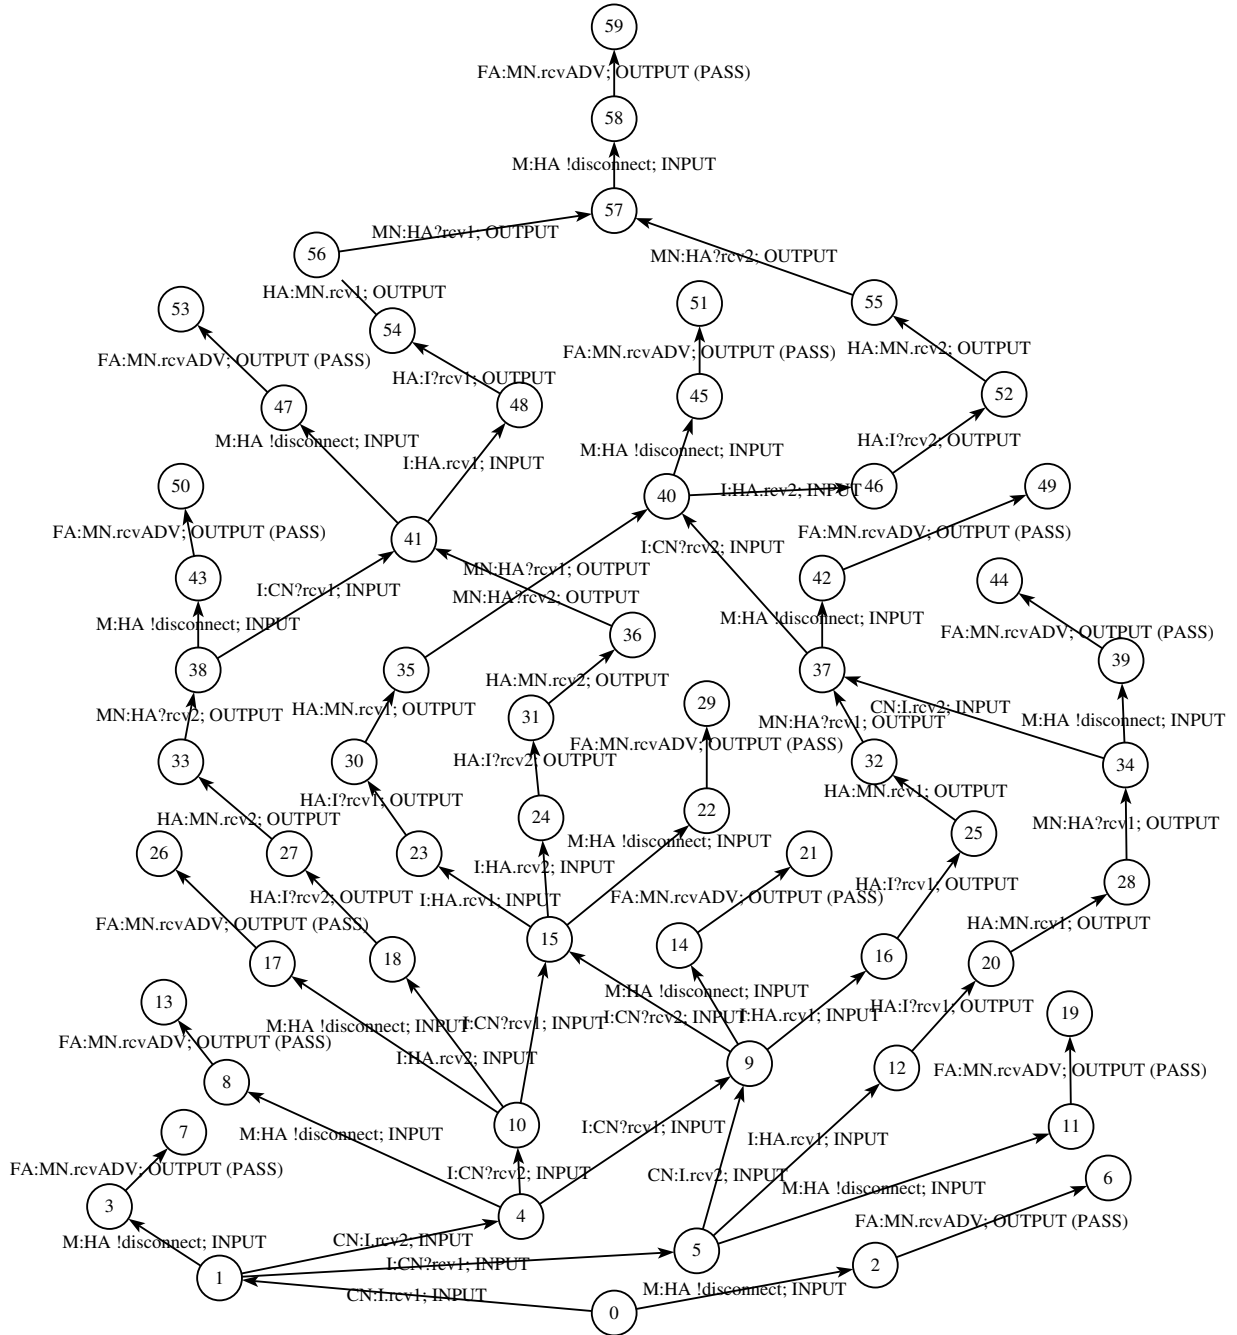 59
FA:MN.rcvADV; OUTPUT (PASS)
58
M:HA !disconnect; INPUT
57
MN:HA?rcv1; OUTPUT
56
MN:HA?rcv2; OUTPUT
HA:MN.rcv1; OUTPUT
53
51
55
54
HA:MN.rcv2; OUTPUT
FA:MN.rcvADV; OUTPUT (PASS)
FA:MN.rcvADV; OUTPUT (PASS)
HA:I?rcv1; OUTPUT
52
45
47
48
M:HA !disconnect; INPUT
HA:I?rcv2; OUTPUT
M:HA !disconnect; INPUT
I:HA.rcv1; INPUT
50
40
I:HA.rcv2; INPUT
46
49
FA:MN.rcvADV; OUTPUT (PASS)
FA:MN.rcvADV; OUTPUT (PASS)
41
I:CN?rcv2; INPUT
MN:HA?rcv1; OUTPUT
43
42
44
I:CN?rcv1; INPUT
MN:HA?rcv2; OUTPUT
M:HA !disconnect; INPUT
M:HA !disconnect; INPUT
FA:MN.rcvADV; OUTPUT (PASS)
36
39
38
35
37
HA:MN.rcv2; OUTPUT
29
31
CN:I.rcv2; INPUT
HA:MN.rcv1; OUTPUT
MN:HA?rcv2; OUTPUT
MN:HA?rcv1; OUTPUT
M:HA !disconnect; INPUT
FA:MN.rcvADV; OUTPUT (PASS)
HA:I?rcv2; OUTPUT
33
30
32
34
HA:MN.rcv1; OUTPUT
HA:I?rcv1; OUTPUT
22
24
HA:MN.rcv2; OUTPUT
MN:HA?rcv1; OUTPUT
25
M:HA !disconnect; INPUT
26
27
23
21
I:HA.rcv2; INPUT
HA:I?rcv1; OUTPUT
28
HA:I?rcv2; OUTPUT
I:HA.rcv1; INPUT
FA:MN.rcvADV; OUTPUT (PASS)
FA:MN.rcvADV; OUTPUT (PASS)
HA:MN.rcv1; OUTPUT
15
14
17
18
16
20
M:HA !disconnect; INPUT
13
HA:I?rcv1; OUTPUT
19
I:HA.rcv1; INPUT
I:CN?rcv2; INPUT
I:CN?rcv1; INPUT
M:HA !disconnect; INPUT
FA:MN.rcvADV; OUTPUT (PASS)
I:HA.rcv2; INPUT
9
12
FA:MN.rcvADV; OUTPUT (PASS)
8
10
11
7
I:CN?rcv1; INPUT
M:HA !disconnect; INPUT
I:HA.rcv1; INPUT
FA:MN.rcvADV; OUTPUT (PASS)
I:CN?rcv2; INPUT
CN:I.rcv2; INPUT
6
M:HA !disconnect; INPUT
3
4
FA:MN.rcvADV; OUTPUT (PASS)
CN:I.rcv2; INPUT
M:HA !disconnect; INPUT
5
I:CN?rcv1; INPUT
2
1
M:HA !disconnect; INPUT
CN:I.rcv1; INPUT
0